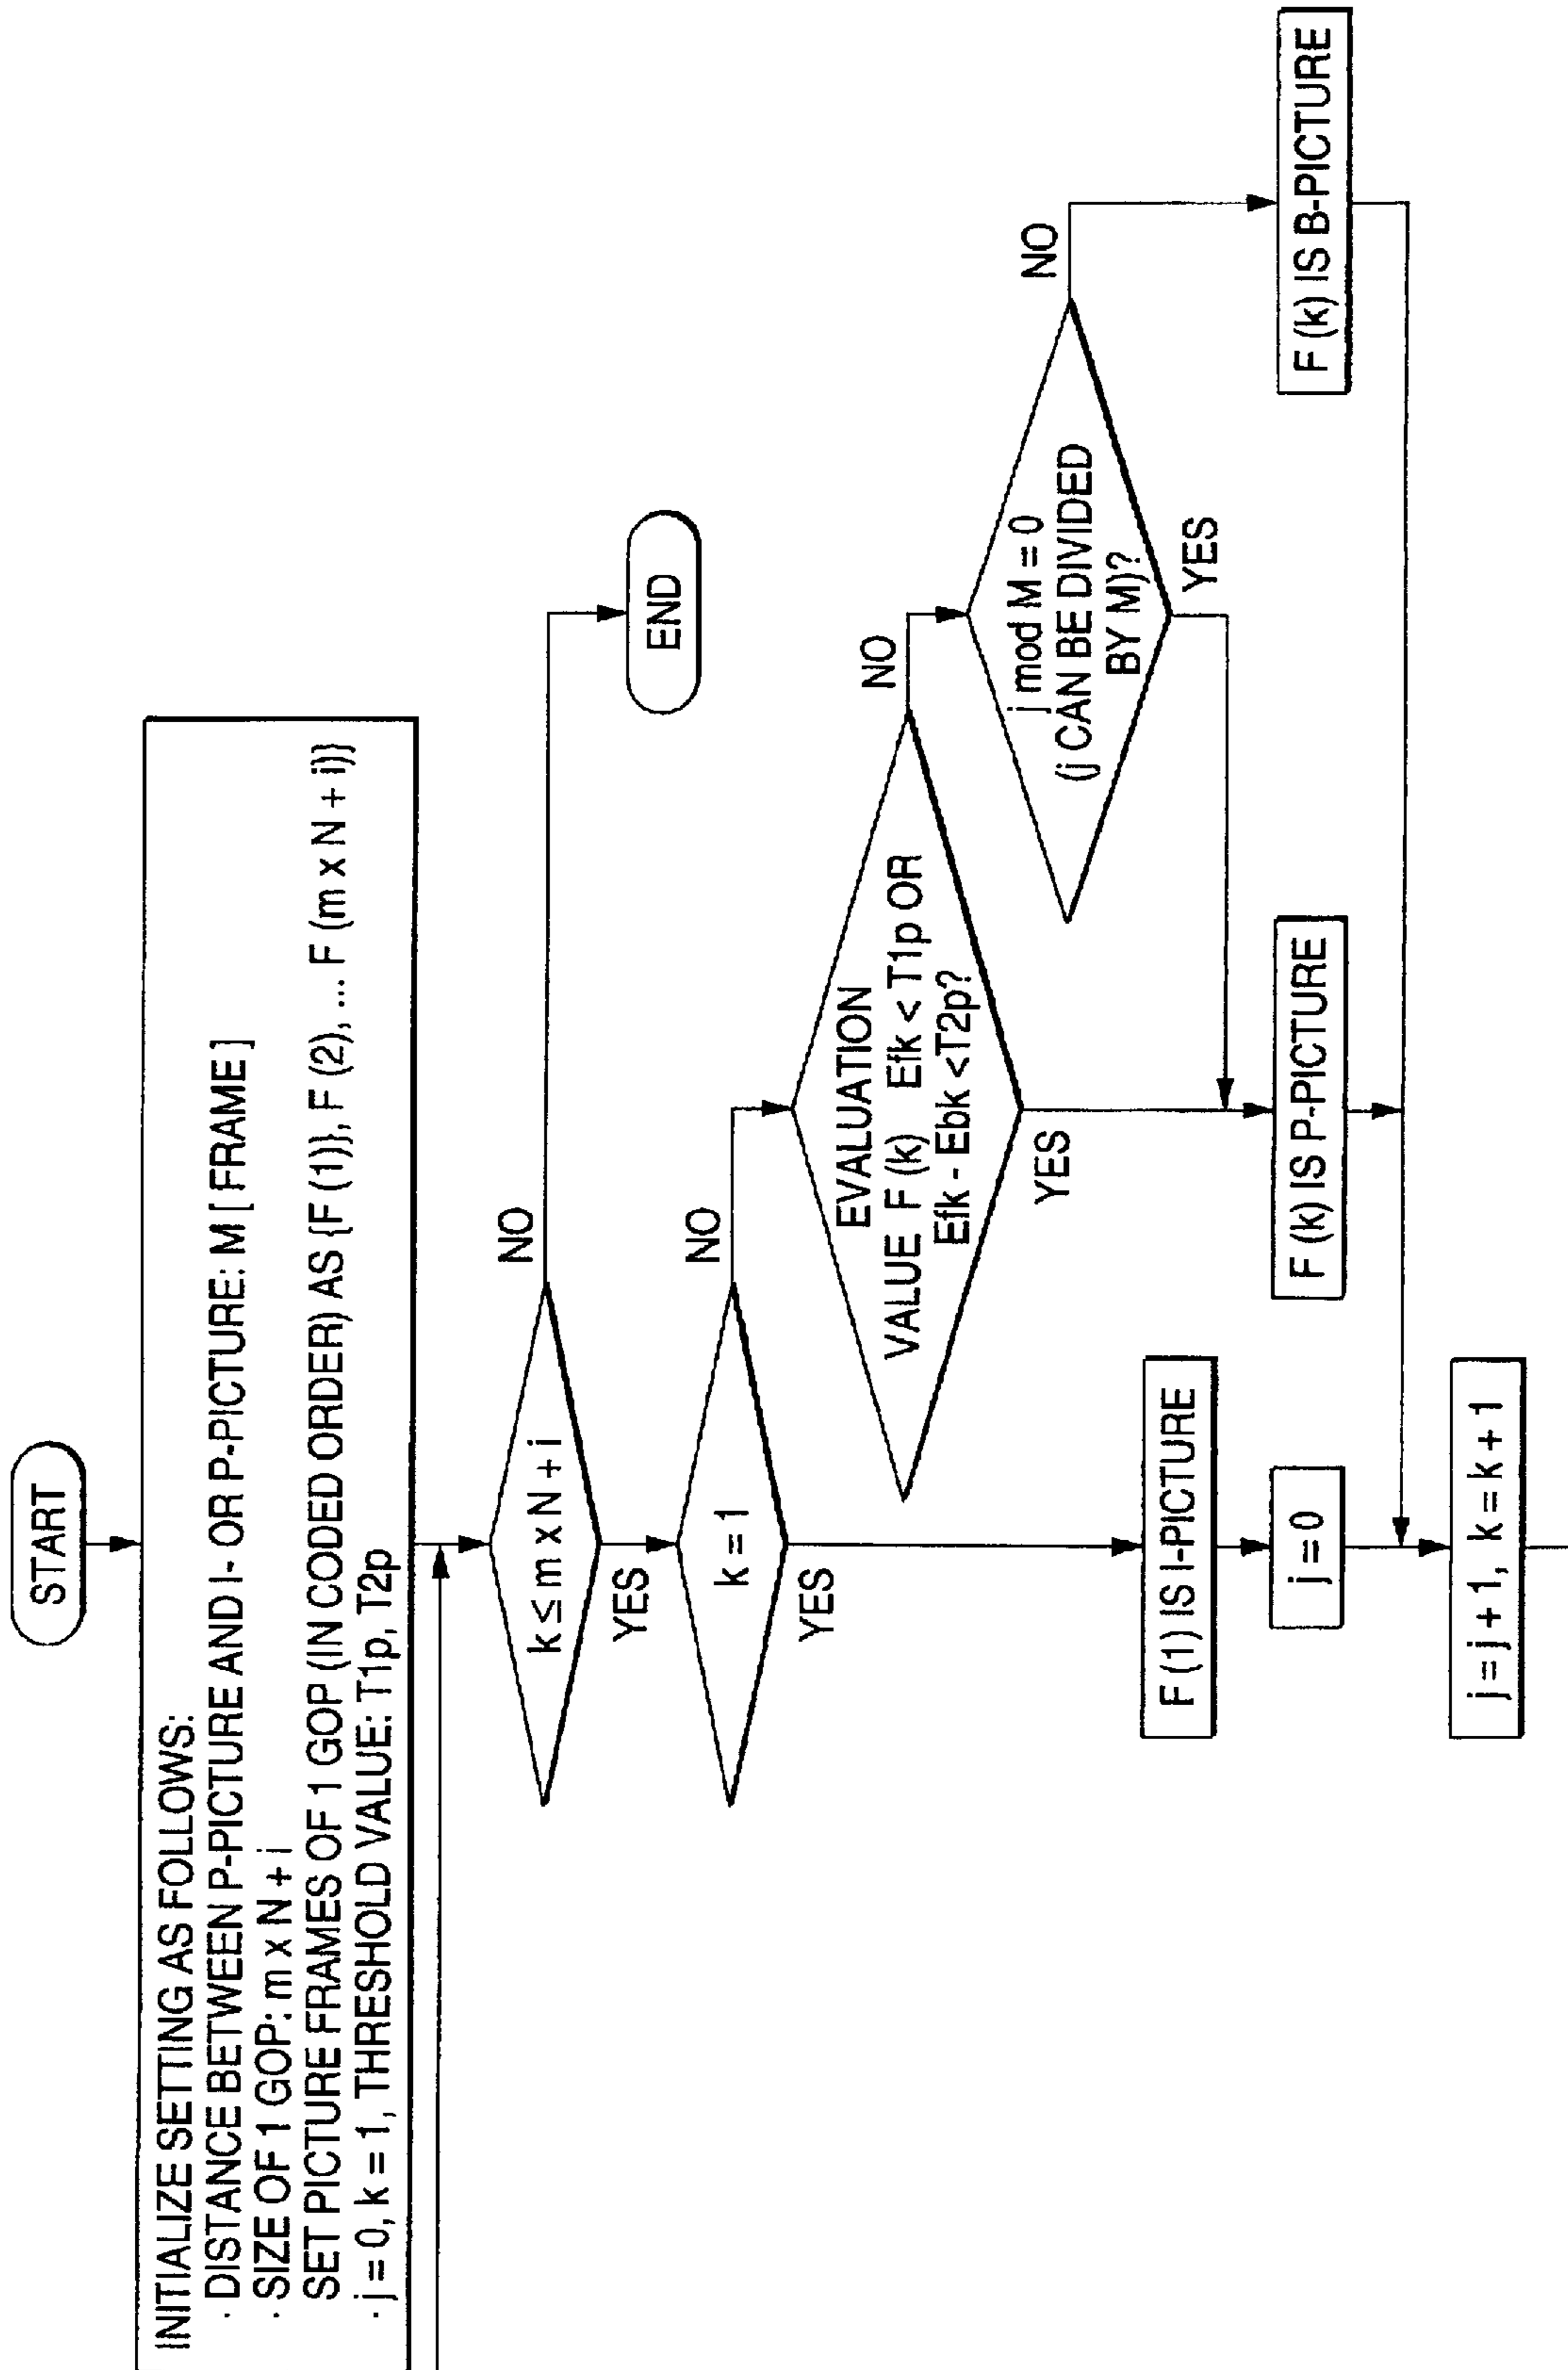 START
INITIALIZE SETTING AS FOLLOWS:
· DISTANCE BETWEEN P-PICTURE AND I- OR P-PICTURE: M [ FRAME ]
· SIZE OF 1 GOP: m x N + i
SET PICTURE FRAMES OF 1 GOP (IN CODED ORDER) AS {F (1)}, F (2), ... F (m x N + i)}
· j = 0, k = 1, THRESHOLD VALUE: T1p, T2p
k ≤ m x N + i
NO
YES
END
k = 1
NO
YES
EVALUATION
VALUE F (k) Efk < T1p OR
Efk - Ebk <T2p?
NO
YES
j mod M = 0
(j CAN BE DIVIDED
BY M)?
NO
YES
F (1) IS I-PICTURE
F (k) IS P-PICTURE
F (k) IS B-PICTURE
j = 0
j = j + 1, k = k + 1